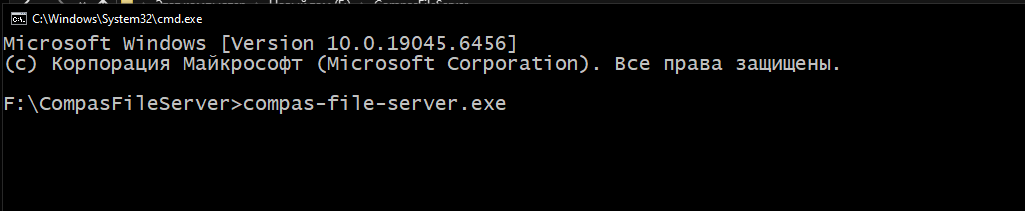 C:\Windows\System32\cmd.exe
Microsoft Windows [Version 10.0.19045.6456]
(c) Корпорация Майкрософт (Microsoft Corporation). Все права защищены.
F:\CompasFileServer>compas-file-server.exe